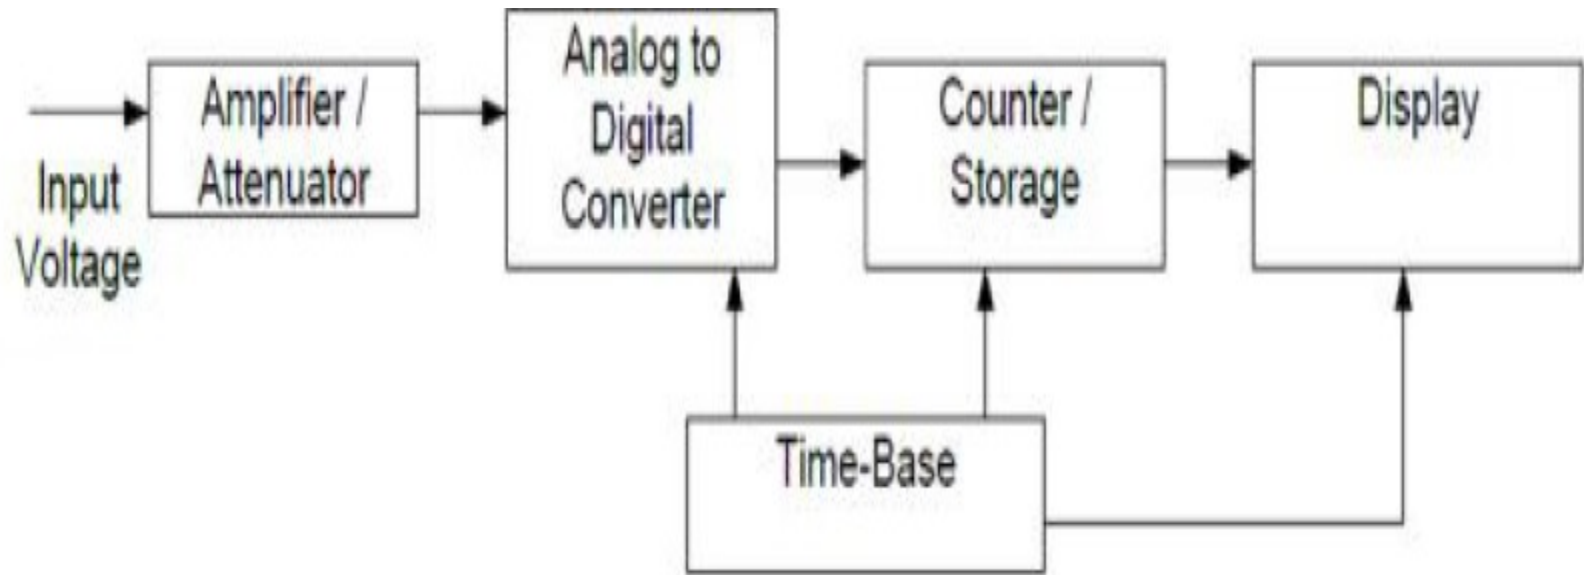 Input
Voltage
Amplifier /
Attenuator
Analog to
Digital
Converter
Counter /
Storage
Display
Time-Base